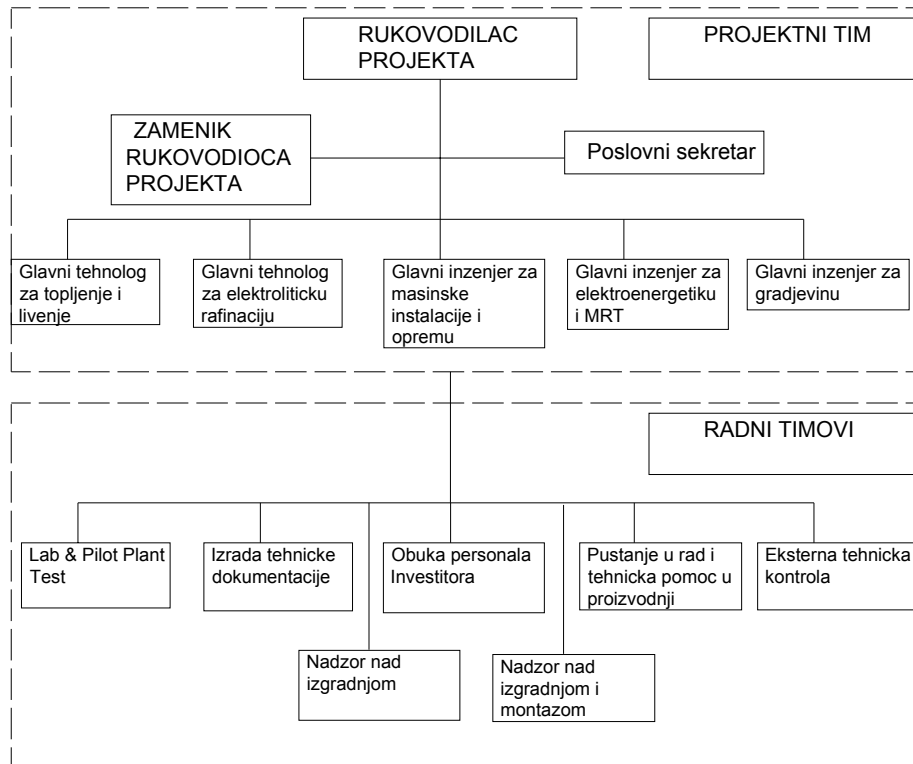 RUKOVODILAC
PROJEKTA
PROJEKTNI TIM
ZAMENIK
RUKOVODIOCA
PROJEKTA
Poslovni sekretar
Glavni tehnolog
za topljenje i
livenje
Glavni tehnolog
za elektroliticku
rafinaciju
Glavni inzenjer za
masinske
instalacije i
opremu
Glavni inzenjer za
elektroenergetiku
i MRT
Glavni inzenjer za
gradjevinu
RADNI TIMOVI
Lab & Pilot Plant
Test
Izrada tehnicke
dokumentacije
Obuka personala
Investitora
Pustanje u rad i
tehnicka pomoc u
proizvodnji
Eksterna tehnicka
kontrola
Nadzor nad
izgradnjom
Nadzor nad
izgradnjom i
montazom